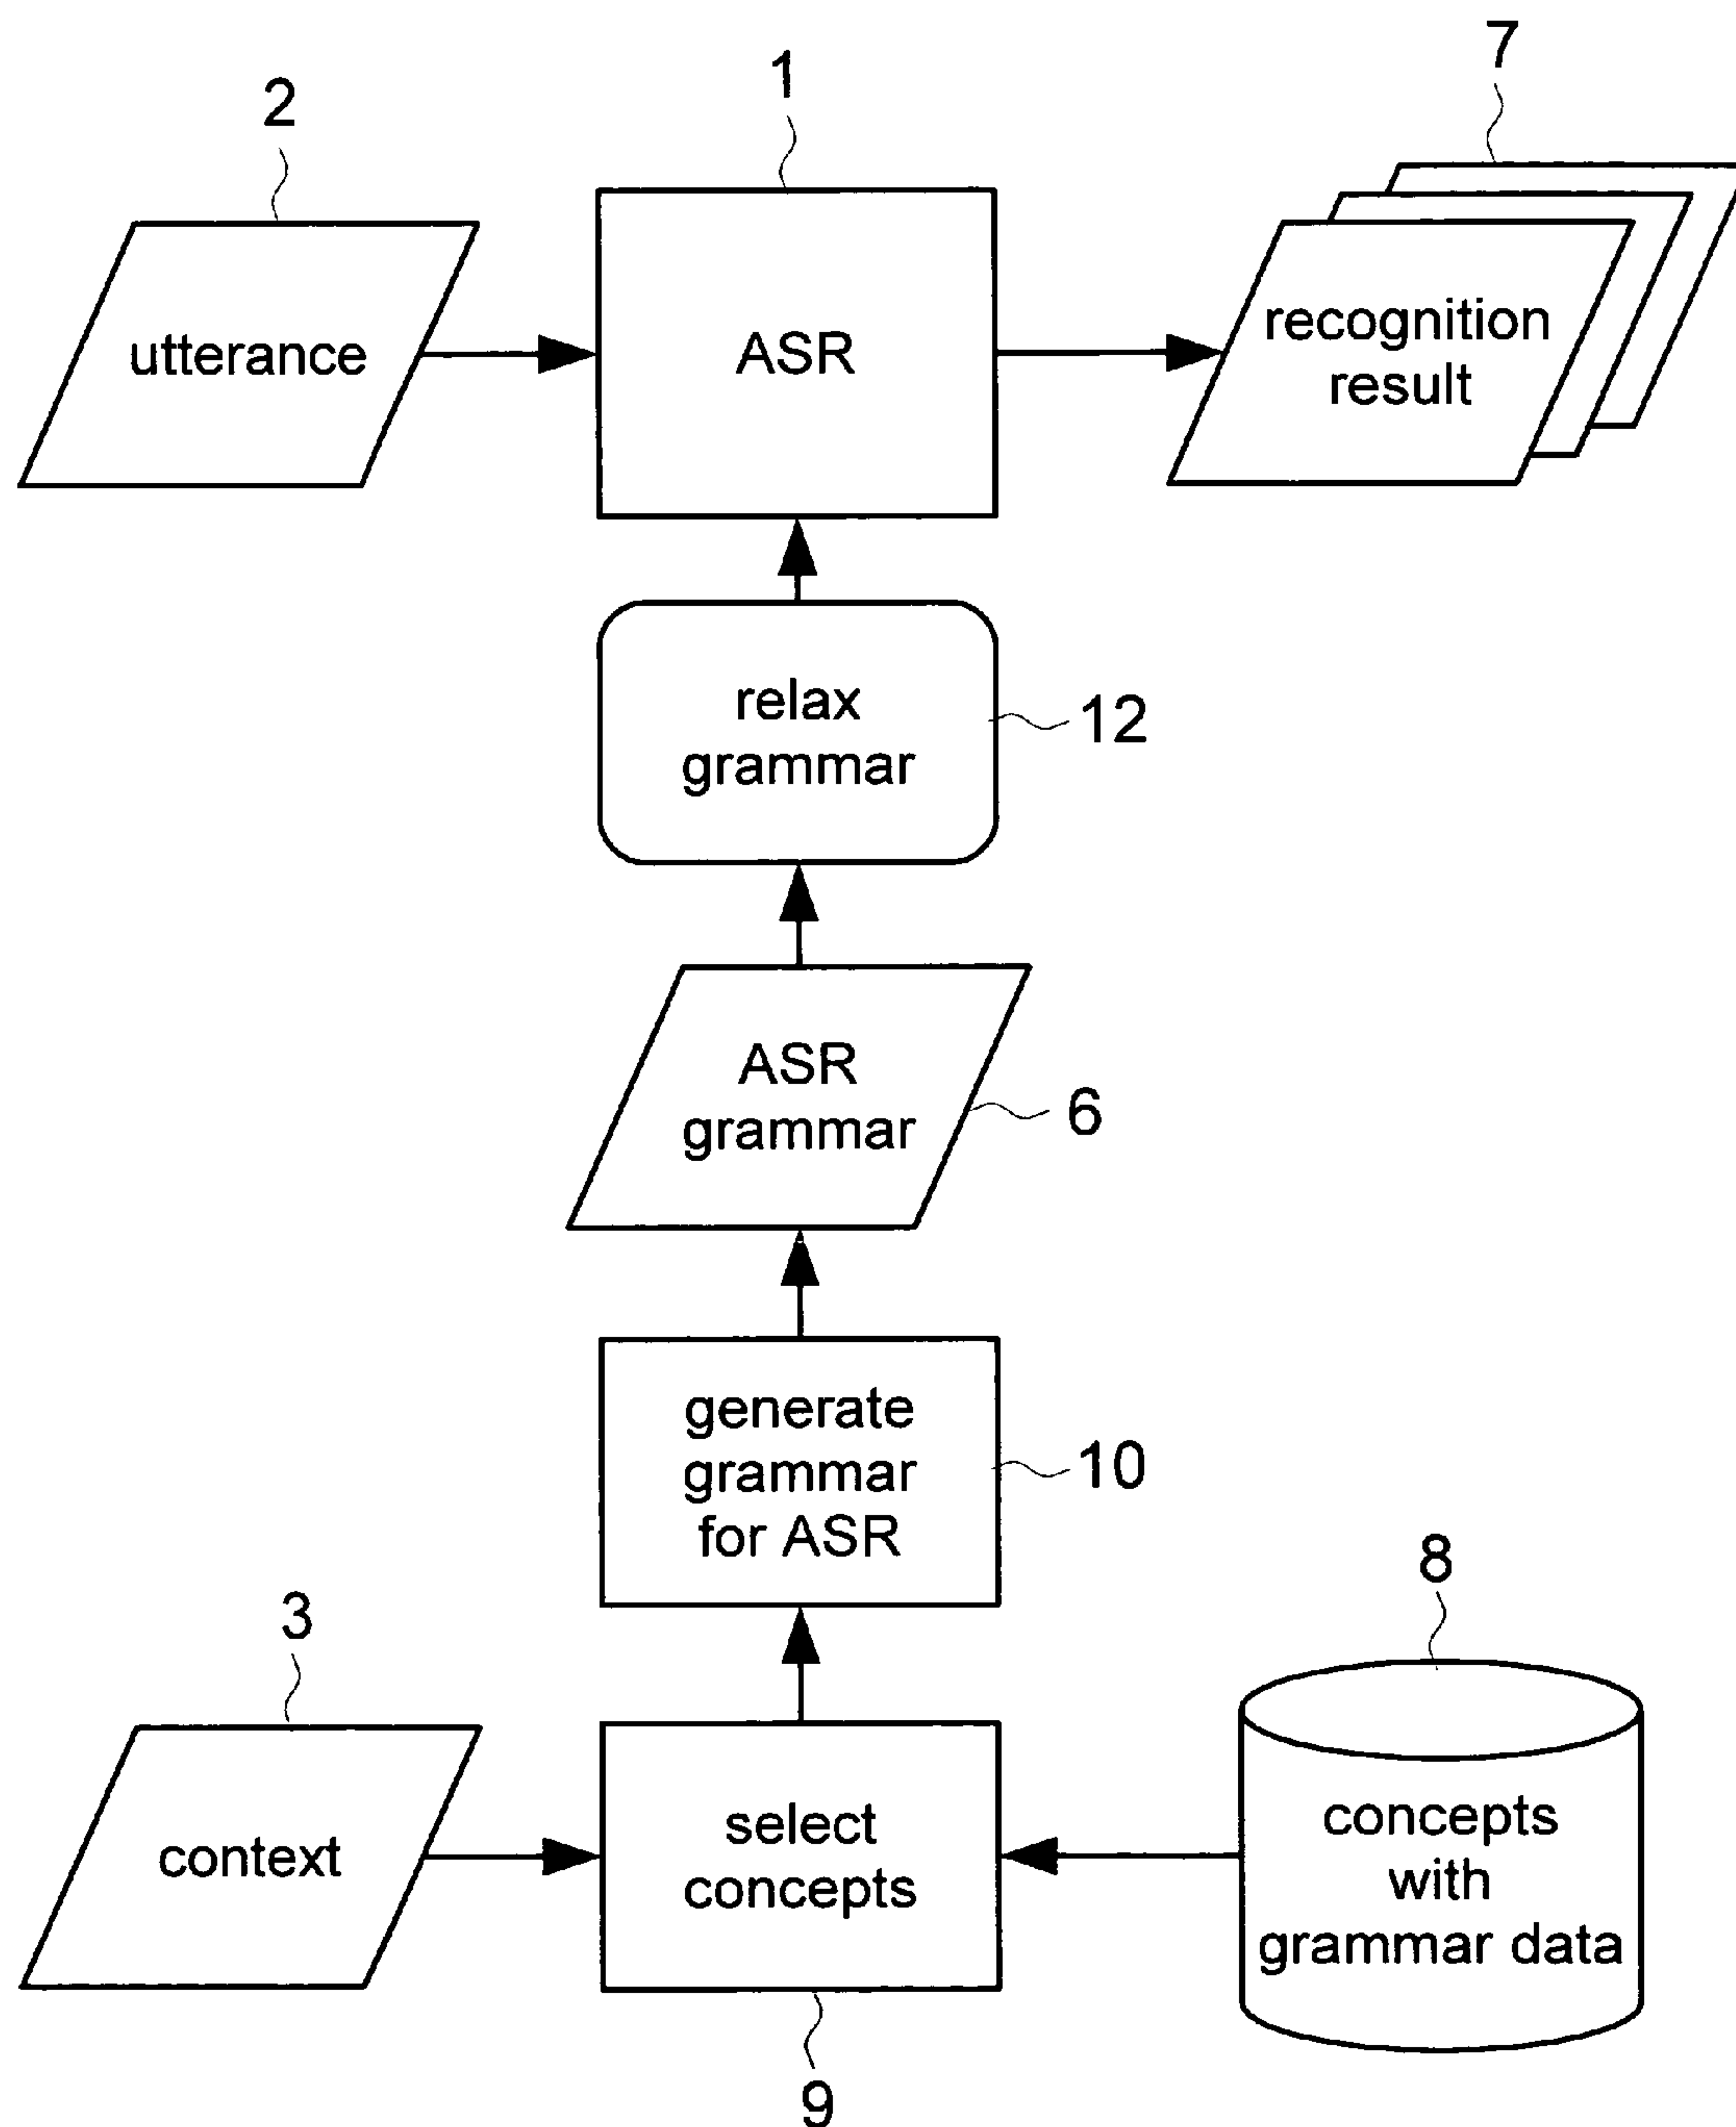 7
1
2
utterance
ASR
recognition
result
relax
grammar
12
ASR
grammar
6
generate
grammar
for ASR
10
8
3
context
select
concepts
concepts
with
grammar data
9